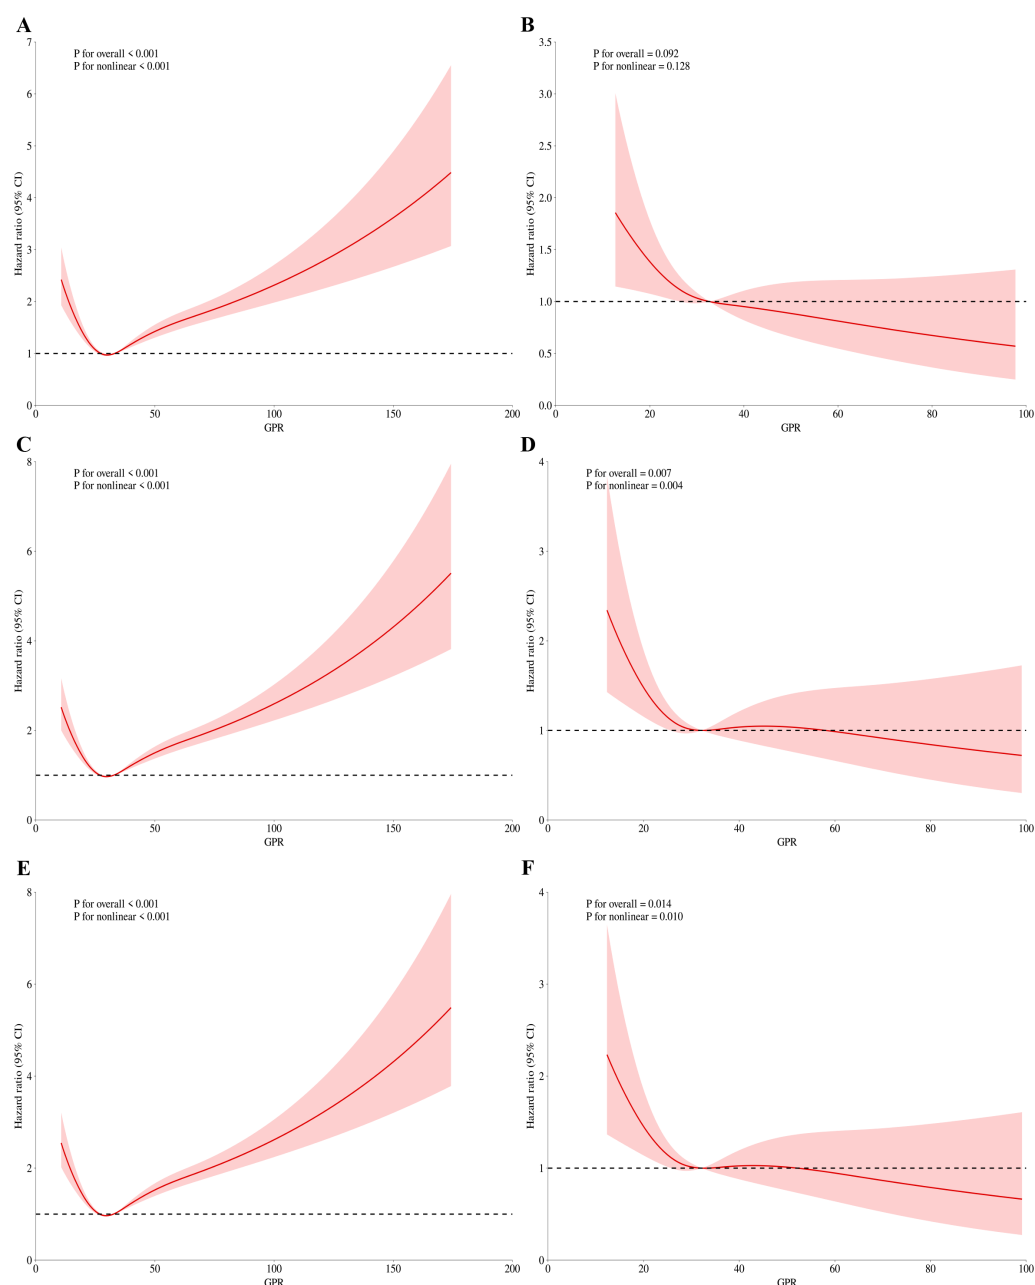 A
P for overall < 0.001
P for nonlinear < 0.001
7
6
5
4
3
2
1
0
Hazard ratio (95% CI)
0 50 100 150 200
GPR
B
P for overall = 0.092
P for nonlinear = 0.128
3.5
3.0
2.5
2.0
1.5
1.0
0.5
0.0
Hazard ratio (95% CI)
0 20 40 60 80 100
GPR
C
P for overall < 0.001
P for nonlinear < 0.001
8
6
4
2
0
Hazard ratio (95% CI)
0 50 100 150 200
GPR
D
P for overall = 0.007
P for nonlinear = 0.004
4
3
2
1
0
Hazard ratio (95% CI)
0 20 40 60 80 100
GPR
E
P for overall < 0.001
P for nonlinear < 0.001
8
6
4
2
0
Hazard ratio (95% CI)
0 50 100 150 200
GPR
F
P for overall = 0.014
P for nonlinear = 0.010
4
3
2
1
0
Hazard ratio (95% CI)
0 20 40 60 80 100
GPR